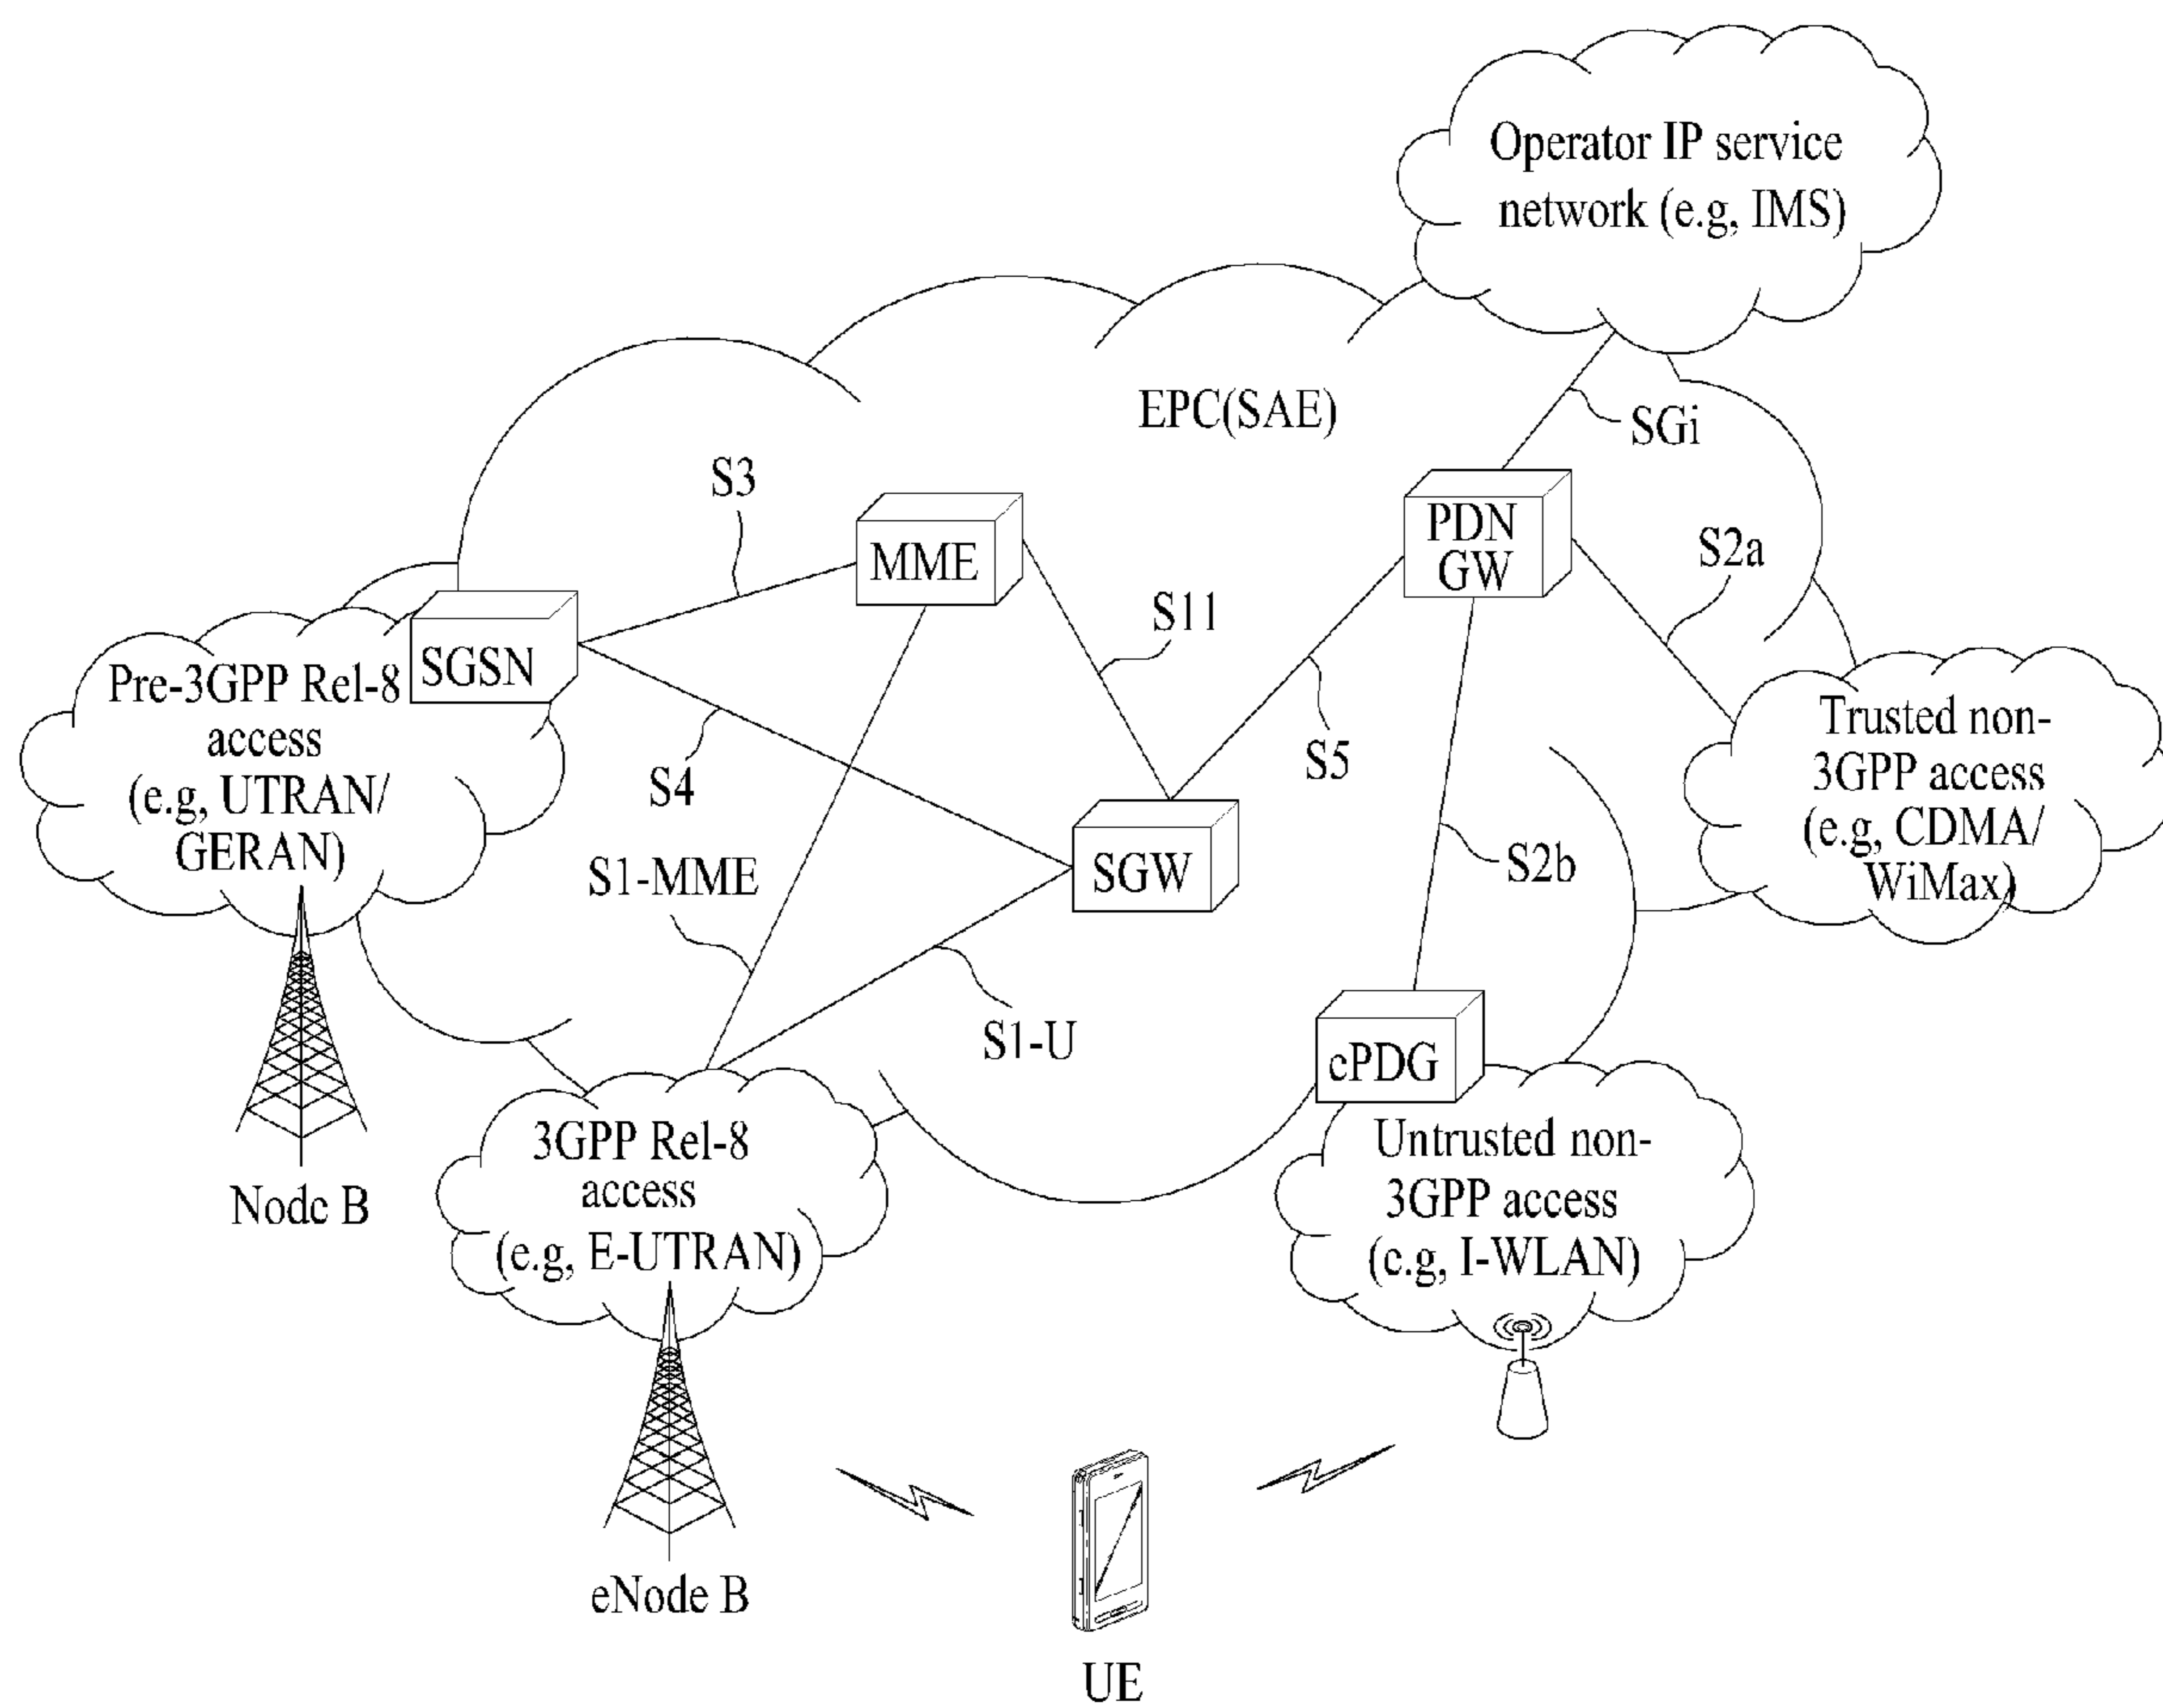 Operator IP service
network (e.g, IMS)
EPC(SAE)
SGi
S3
MME
PDN
GW
S2a
S11
SGSN
Pre-3GPP Rel-8
access
(e.g, UTRAN/
GERAN)
S4
S5
Trusted non-
3GPP access
(e.g, CDMA/
WiMax)
S1-MME
SGW
S2b
S1-U
ePDG
3GPP Rel-8
access
(e.g, E-UTRAN)
Untrusted non-
3GPP access
(e.g, I-WLAN)
Node B
eNode B
UE